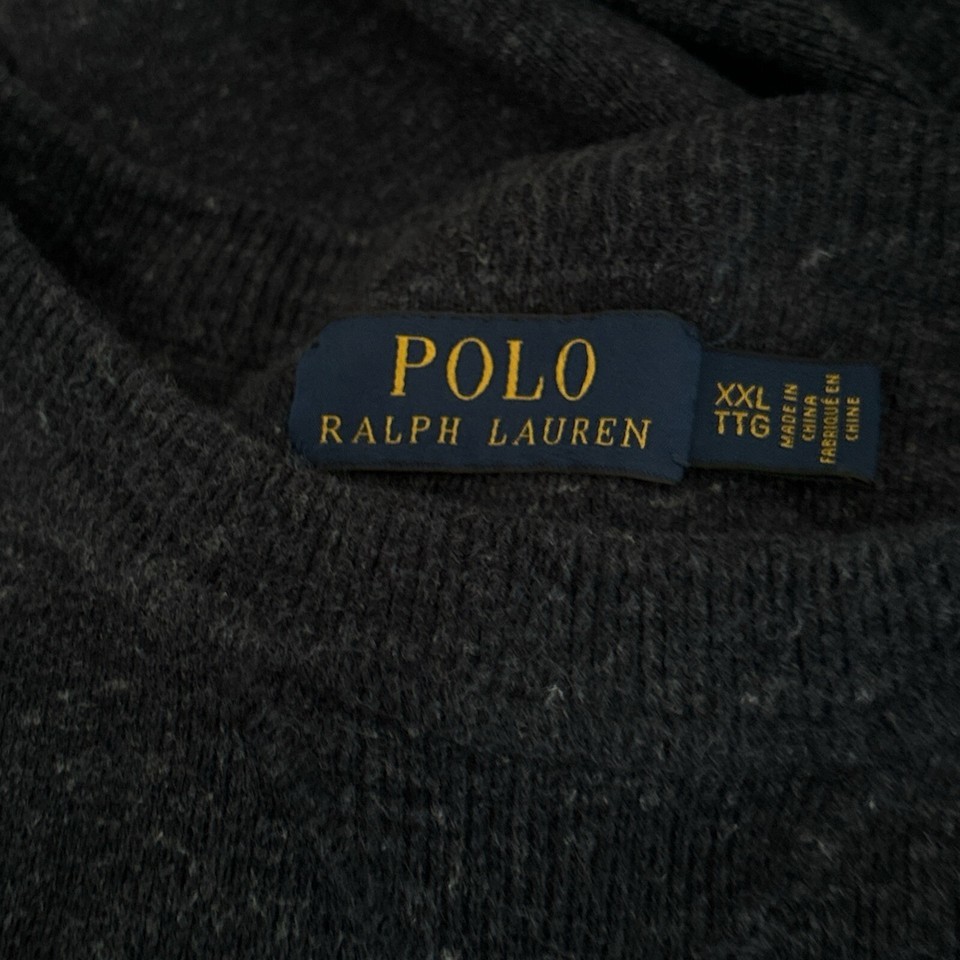 POLO
RALPH LAUREN
XXL
TTG
MADE IN
CHINA
FABRIQUÉ EN
CHINE